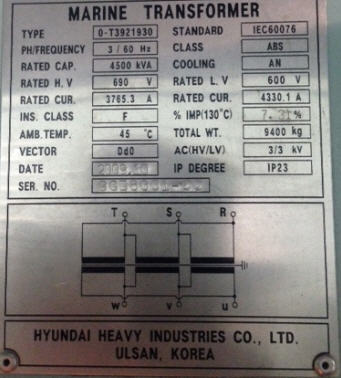 MARINE TRANSFORMER
TYPE 0-T3921930 STANDARD IEC60076
PH/FREQUENCY 3 / 60 Hz CLASS ABS
RATED CAP. 4500 kVA COOLING AN
RATED H. V 690 V RATED L. V 600 V
RATED CUR. 3765.3 A RATED CUR. 4330.1 A
INS. CLASS F % IMP(130°C) 7.31 %
AMB. TEMP. 45 °C TOTAL WT. 9400 kg
VECTOR Dd0 AC(HV/LV) 3/3 kV
DATE IP DEGREE IP23
SER. NO.
T S R
w v u
HYUNDAI HEAVY INDUSTRIES CO., LTD.
ULSAN, KOREA